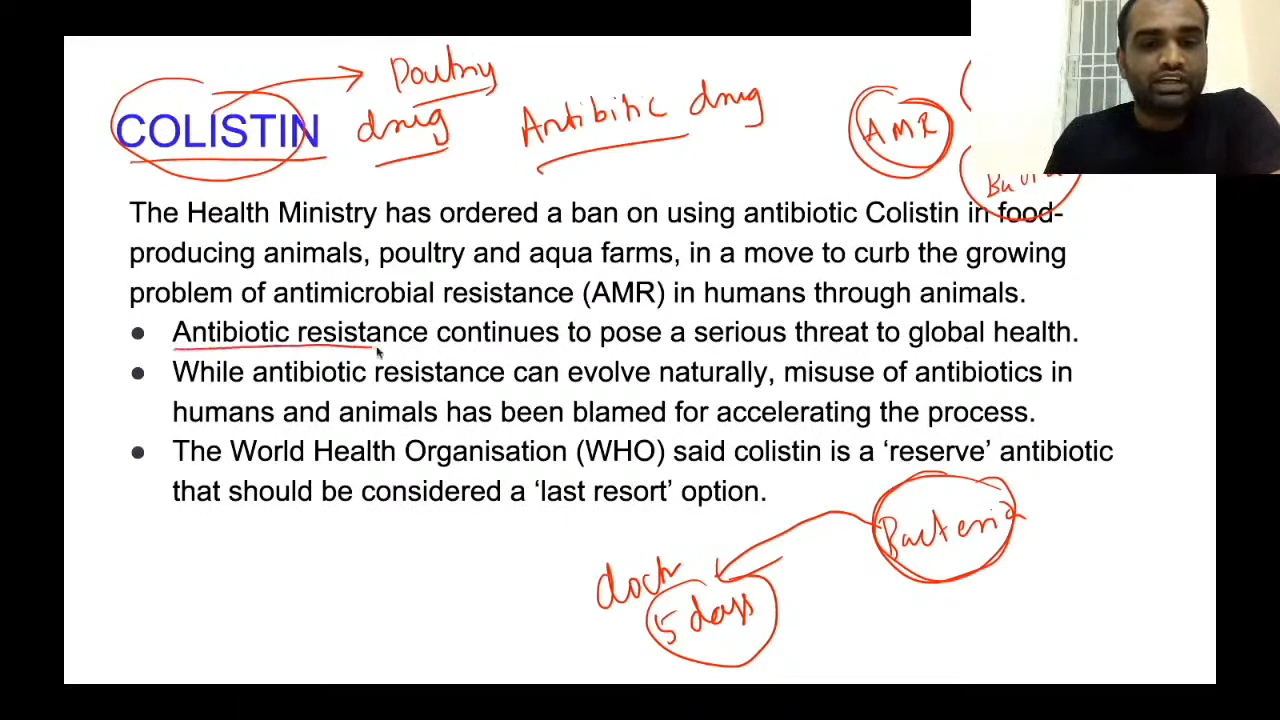 Poultry
COLISTIN drug Antibitic drug AMR
The Health Ministry has ordered a ban on using antibiotic Colistin in food-
producing animals, poultry and aqua farms, in a move to curb the growing
problem of antimicrobial resistance (AMR) in humans through animals.
● Antibiotic resistance continues to pose a serious threat to global health.
● While antibiotic resistance can evolve naturally, misuse of antibiotics in
humans and animals has been blamed for accelerating the process.
● The World Health Organisation (WHO) said colistin is a ‘reserve’ antibiotic
that should be considered a ‘last resort’ option.
Bacteria
doctr
5 days